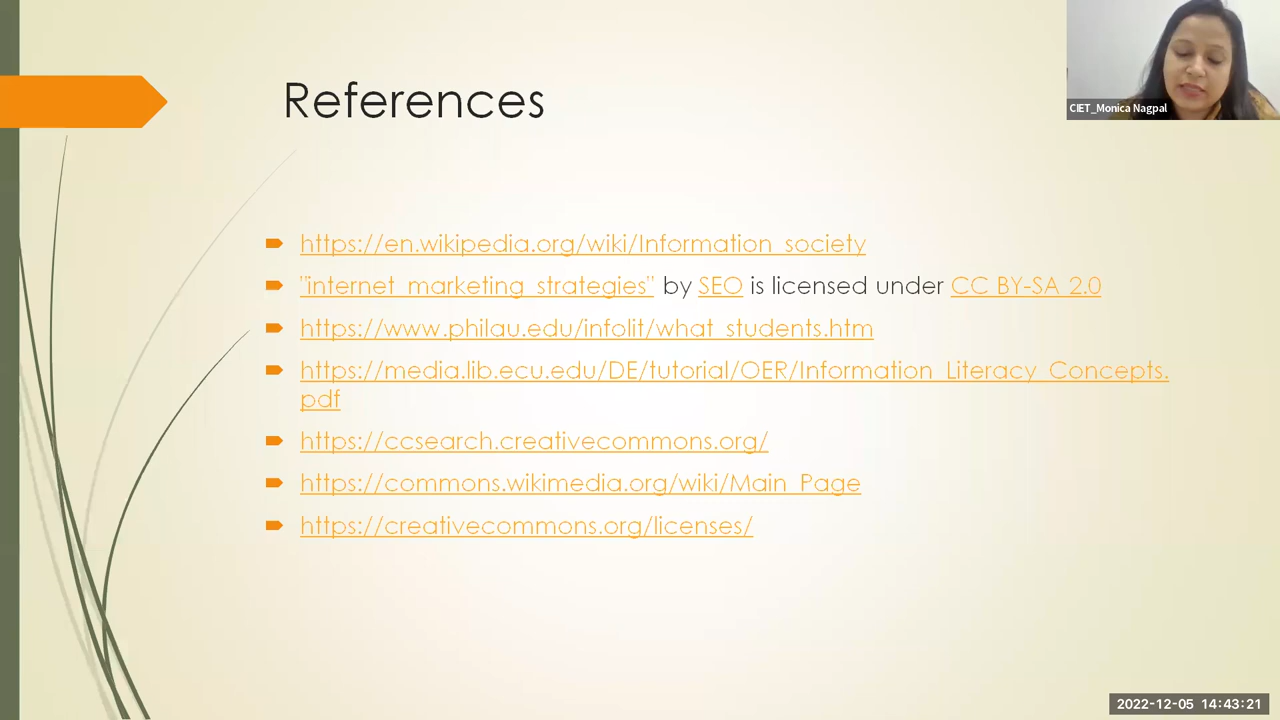 References
CIET_Monica Nagpal
https://en.wikipedia.org/wiki/Information_society
"internet marketing strategies" by SEO is licensed under CC BY-SA 2.0
https://www.philau.edu/infolit/what_students.htm
https://media.lib.ecu.edu/DE/tutorial/OER/Information_Literacy_Concepts.
pdf
https://ccsearch.creativecommons.org/
https://commons.wikimedia.org/wiki/Main_Page
https://creativecommons.org/licenses/
2022-12-05 14:43:21